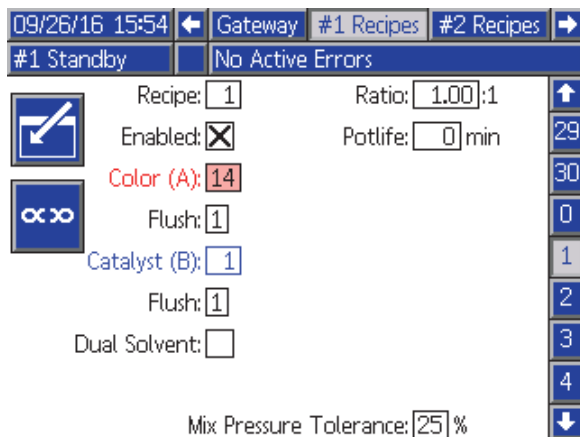 09/26/16 15:54 Gateway #1 Recipes #2 Recipes
#1 Standby No Active Errors
Recipe: 1 Ratio: 1.00 :1
Enabled: Potlife: 0 min
29
Color (A): 14
30
Flush: 1
0
Catalyst (B): 1
1
Flush: 1
2
Dual Solvent:
3
4
Mix Pressure Tolerance: 25 %